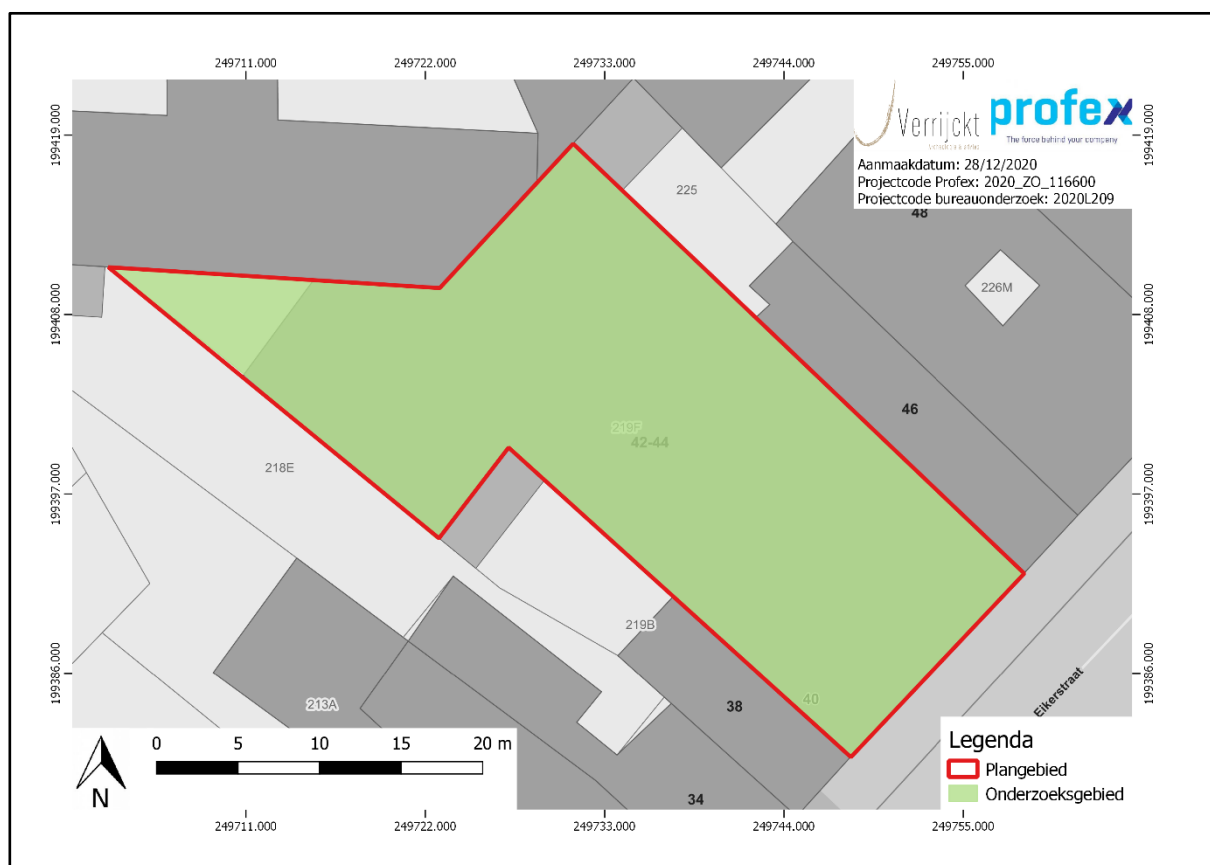 249711.000 249722.000 249733.000 249744.000 249755.000
199419.000
199408.000
199397.000
199386.000
Verrijckt
profex
The force behind your company
Aanmaakdatum: 28/12/2020
Projectcode Profex: 2020_ZO_116600
Projectcode bureauonderzoek: 2020L209
199419.000
199408.000
199397.000
199386.000
225
48
226M
46
219F
42-44
218E
219B
38
40
213A
34
Eikerstraat
0 5 10 15 20 m
N
Legenda
Plangebied
Onderzoeksgebied
249711.000 249722.000 249733.000 249744.000 249755.000